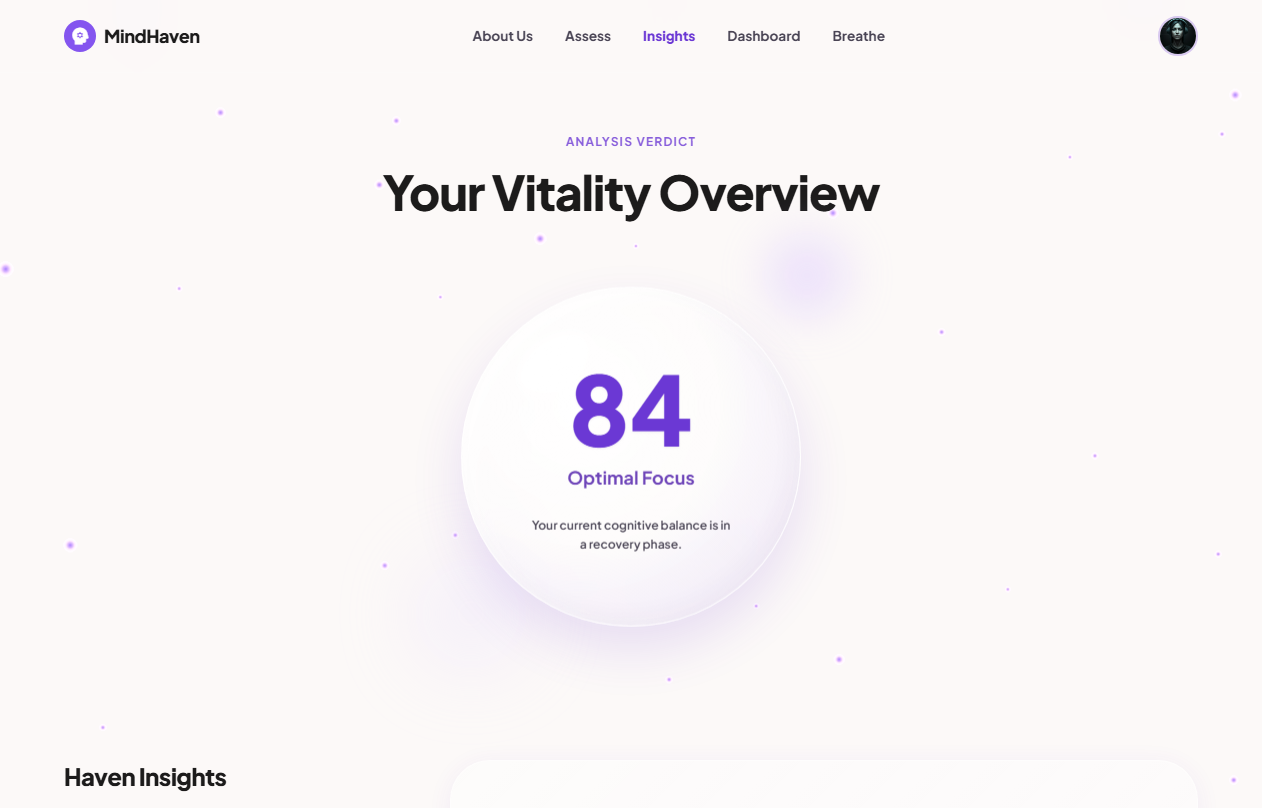 MindHaven
About Us
Assess
Insights
Dashboard
Breathe
ANALYSIS VERDICT
Your Vitality Overview
84
Optimal Focus
Your current cognitive balance is in
a recovery phase.
Haven Insights